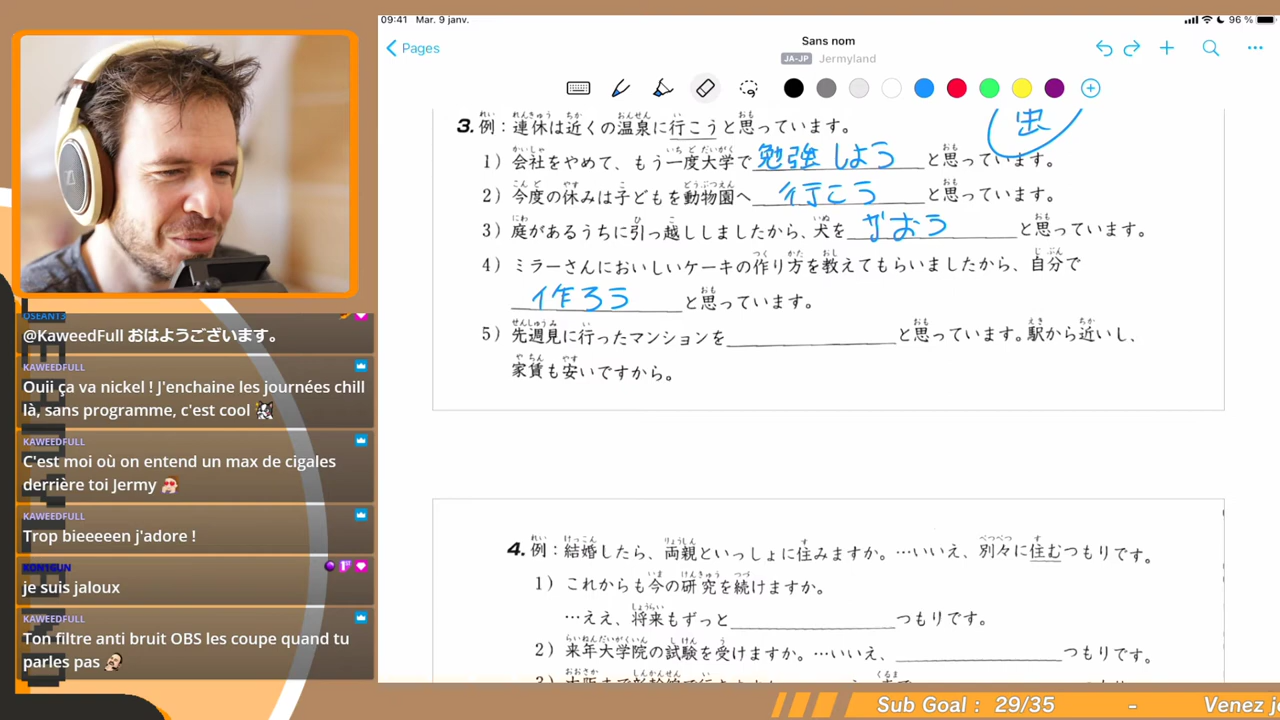 09:41 Mar. 9 janv.
96 %
Pages
Sans nom
JA-JP Jermyland
3. 例：連休は近くの温泉に行こうと思っています。
出
1）会社をやめて、もう一度大学で勉強しようと思っています。
2）今度の休みは子どもを動物園へ行こうと思っています。
3）庭があるうちに引っ越ししましたから、犬を おうと思っています。
4）ミラーさんにおいしいケーキの作り方を教えてもらいましたから、自分で
作ろうと思っています。
5）先週見に行ったマンションを＿＿＿と思っています。駅から近いし、
家賃も安いですから。
4. 例：結婚したら、両親といっしょに住みますか。…いいえ、別々に住むつもりです。
1）これからも今の研究を続けますか。
…ええ、将来もずっと＿＿＿つもりです。
2）来年大学院の試験を受けますか。…いいえ、＿＿＿つもりです。
OSEANT3
@KaweedFull おはようございます。
KAWEEDFULL
Ouii ça va nickel ! J'enchaine les journées chill
là, sans programme, c'est cool
KAWEEDFULL
C'est moi où on entend un max de cigales
derrière toi Jermy
KAWEEDFULL
Trop bieeeeen j'adore !
KON1GUN
je suis jaloux
KAWEEDFULL
Ton filtre anti bruit OBS les coupe quand tu
parles pas
Sub Goal : 29/35 - Venez